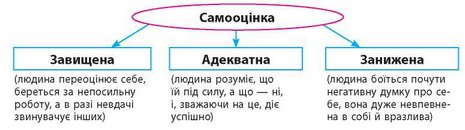 Самооцінка
Завищена
(людина переоцінює себе,
береться за непосильну
роботу, а в разі невдачі
звинувачує інших)
Адекватна
(людина розуміє, що
їй під силу, а що — ні,
і, зважаючи на це, діє
успішно)
Занижена
(людина боїться почути
негативну думку про се-
бе, вона дуже невпевне-
на в собі й вразлива)